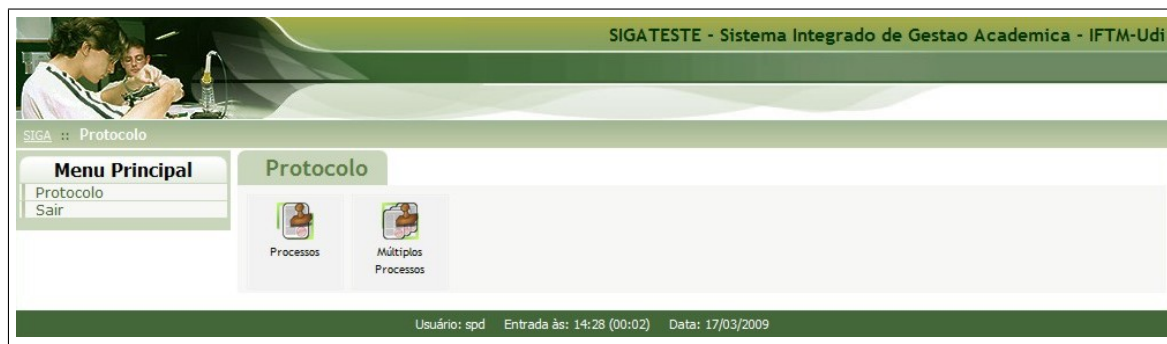 SIGATESTE - Sistema Integrado de Gestao Academica - IFTM-Udi
SIGA :: Protocolo
Menu Principal
Protocolo
Sair
Protocolo
Processos
Múltiplos
Processos
Usuário: spd Entrada às: 14:28 (00:02) Data: 17/03/2009